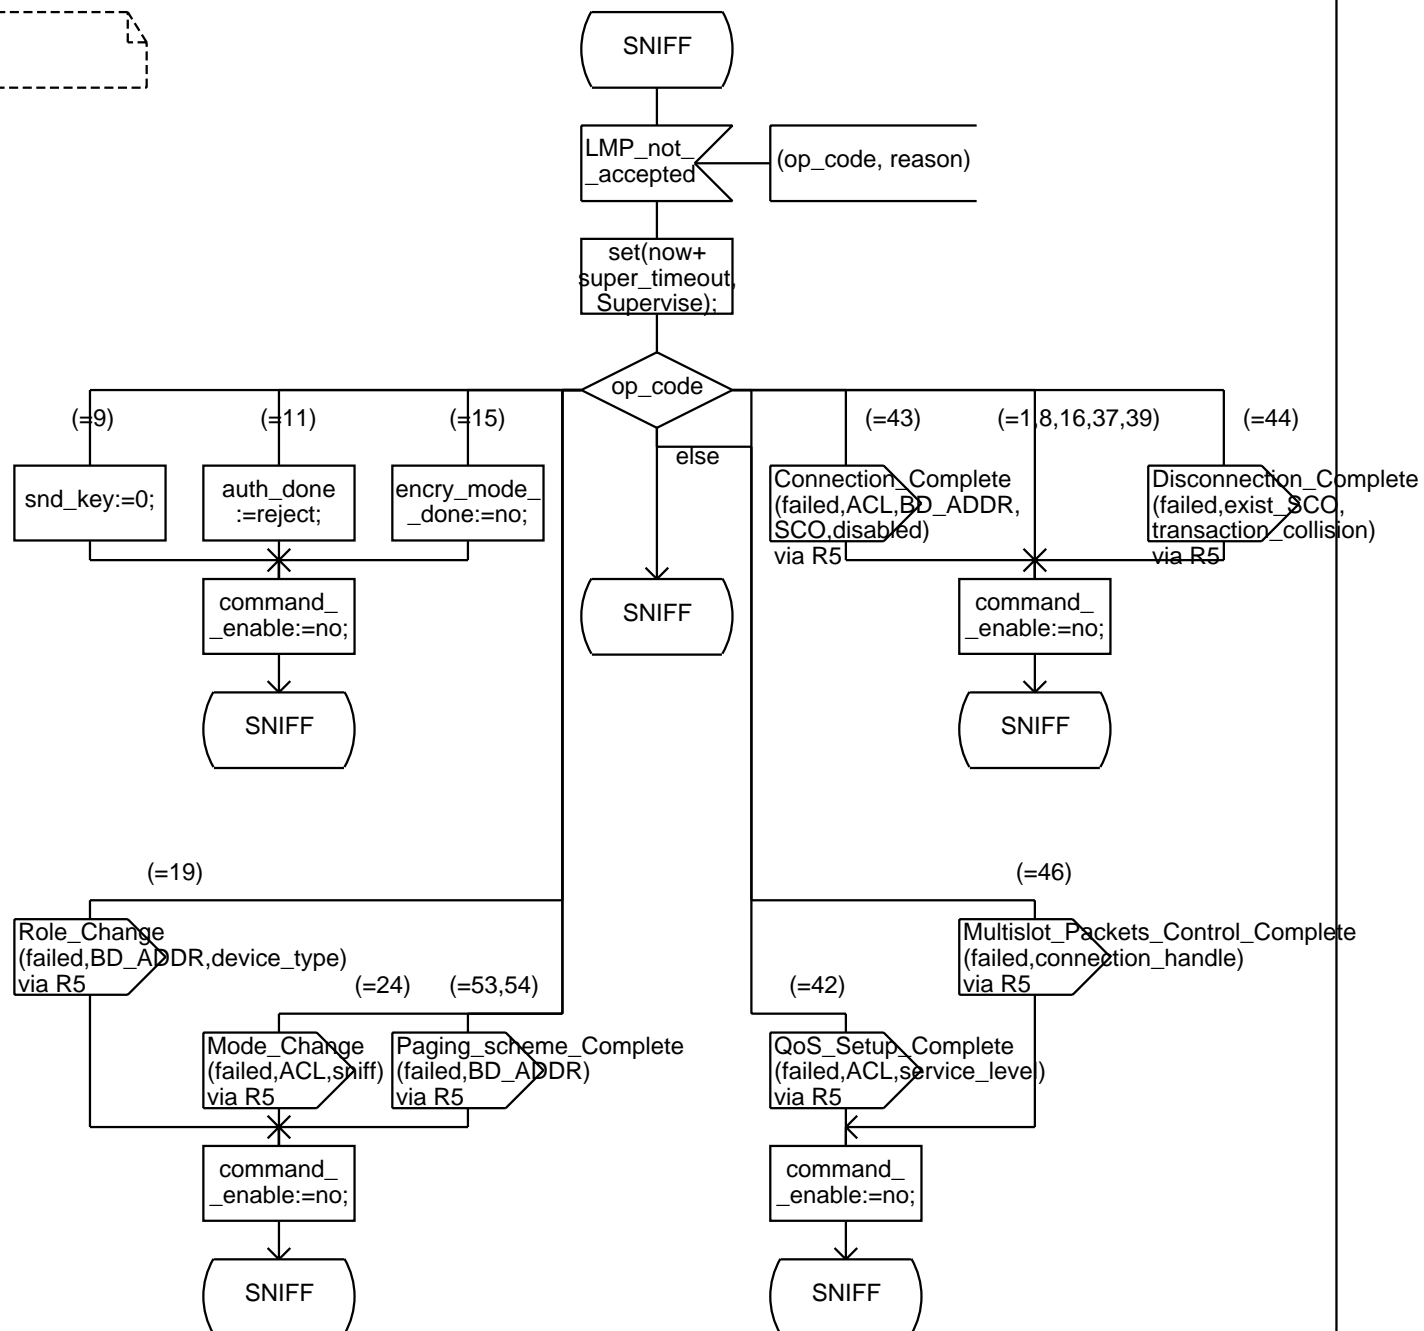 SNIFF
LMP_not_
_accepted
(op_code, reason)
set(now+
super_timeout,
Supervise);
op_code
(=9)
(=11)
(=15)
else
(=43)
(=1,8,16,37,39)
(=44)
snd_key:=0;
auth_done
:=reject;
encry_mode_
_done:=no;
Connection_Complete
(failed,ACL,BD_ADDR,
SCO,disabled)
via R5
Disconnection_Complete
(failed,exist_SCO,
transaction_collision)
via R5
command_
_enable:=no;
SNIFF
command_
_enable:=no;
SNIFF
SNIFF
(=19)
(=46)
Role_Change
(failed,BD_ADDR,device_type)
via R5
Multislot_Packets_Control_Complete
(failed,connection_handle)
via R5
(=24)
(=53,54)
(=42)
Mode_Change
(failed,ACL,sniff)
via R5
Paging_scheme_Complete
(failed,BD_ADDR)
via R5
QoS_Setup_Complete
(failed,ACL,service_level)
via R5
command_
_enable:=no;
command_
_enable:=no;
SNIFF
SNIFF